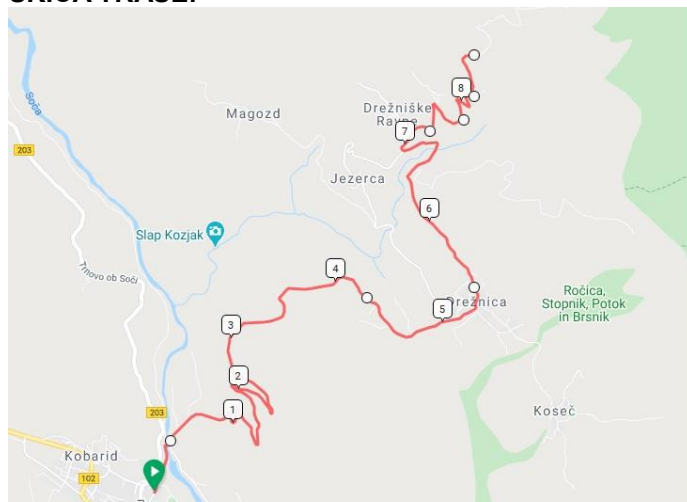 Soča
203
Magozd
Drežniške
Ravne
8
7
Jezerca
6
Slap Kozjak
Trnovo ob Soči
4
Ročica,
Stopnik, Potok
in Brsnik
Drežnica
5
3
2
1
203
Koseč
Kobarid
102